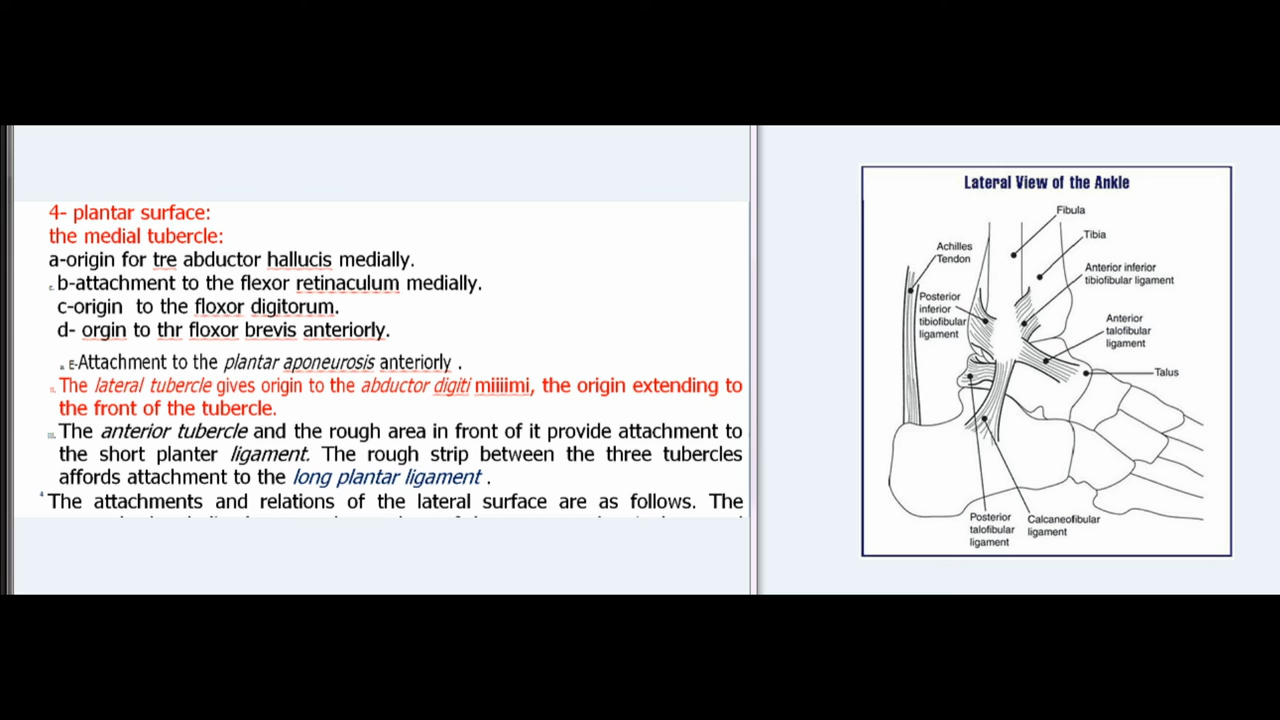 4- plantar surface:
the medial tubercle:
a-origin for tre abductor hallucis medially.
b-attachment to the flexor retinaculum medially.
c-origin to the floxor digitorum.
d- orgin to thr floxor brevis anteriorly.
E-Attachment to the plantar aponeurosis anteriorly .
The lateral tubercle gives origin to the abductor digiti miiiimi, the origin extending to
the front of the tubercle.
The anterior tubercle and the rough area in front of it provide attachment to
the short planter ligament. The rough strip between the three tubercles
affords attachment to the long plantar ligament .
The attachments and relations of the lateral surface are as follows. The
Lateral View of the Ankle
Fibula
Tibia
Achilles
Tendon
Anterior inferior
tibiofibular ligament
Posterior
inferior
tibiofibular
ligament
Anterior
talofibular
ligament
Talus
Posterior
talofibular
ligament
Calcaneofibular
ligament